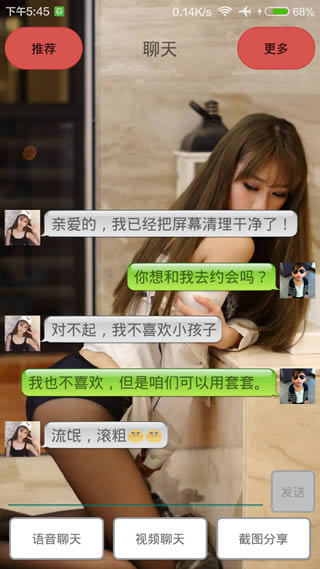 下午5:45 0.14K/s 68%
推荐 聊天 更多
亲爱的，我已经把屏幕清理干净了！
你想和我去约会吗？
对不起，我不喜欢小孩子
我也不喜欢，但是咱们可以用套套。
流氓，滚粗
发送
语音聊天 视频聊天 截图分享